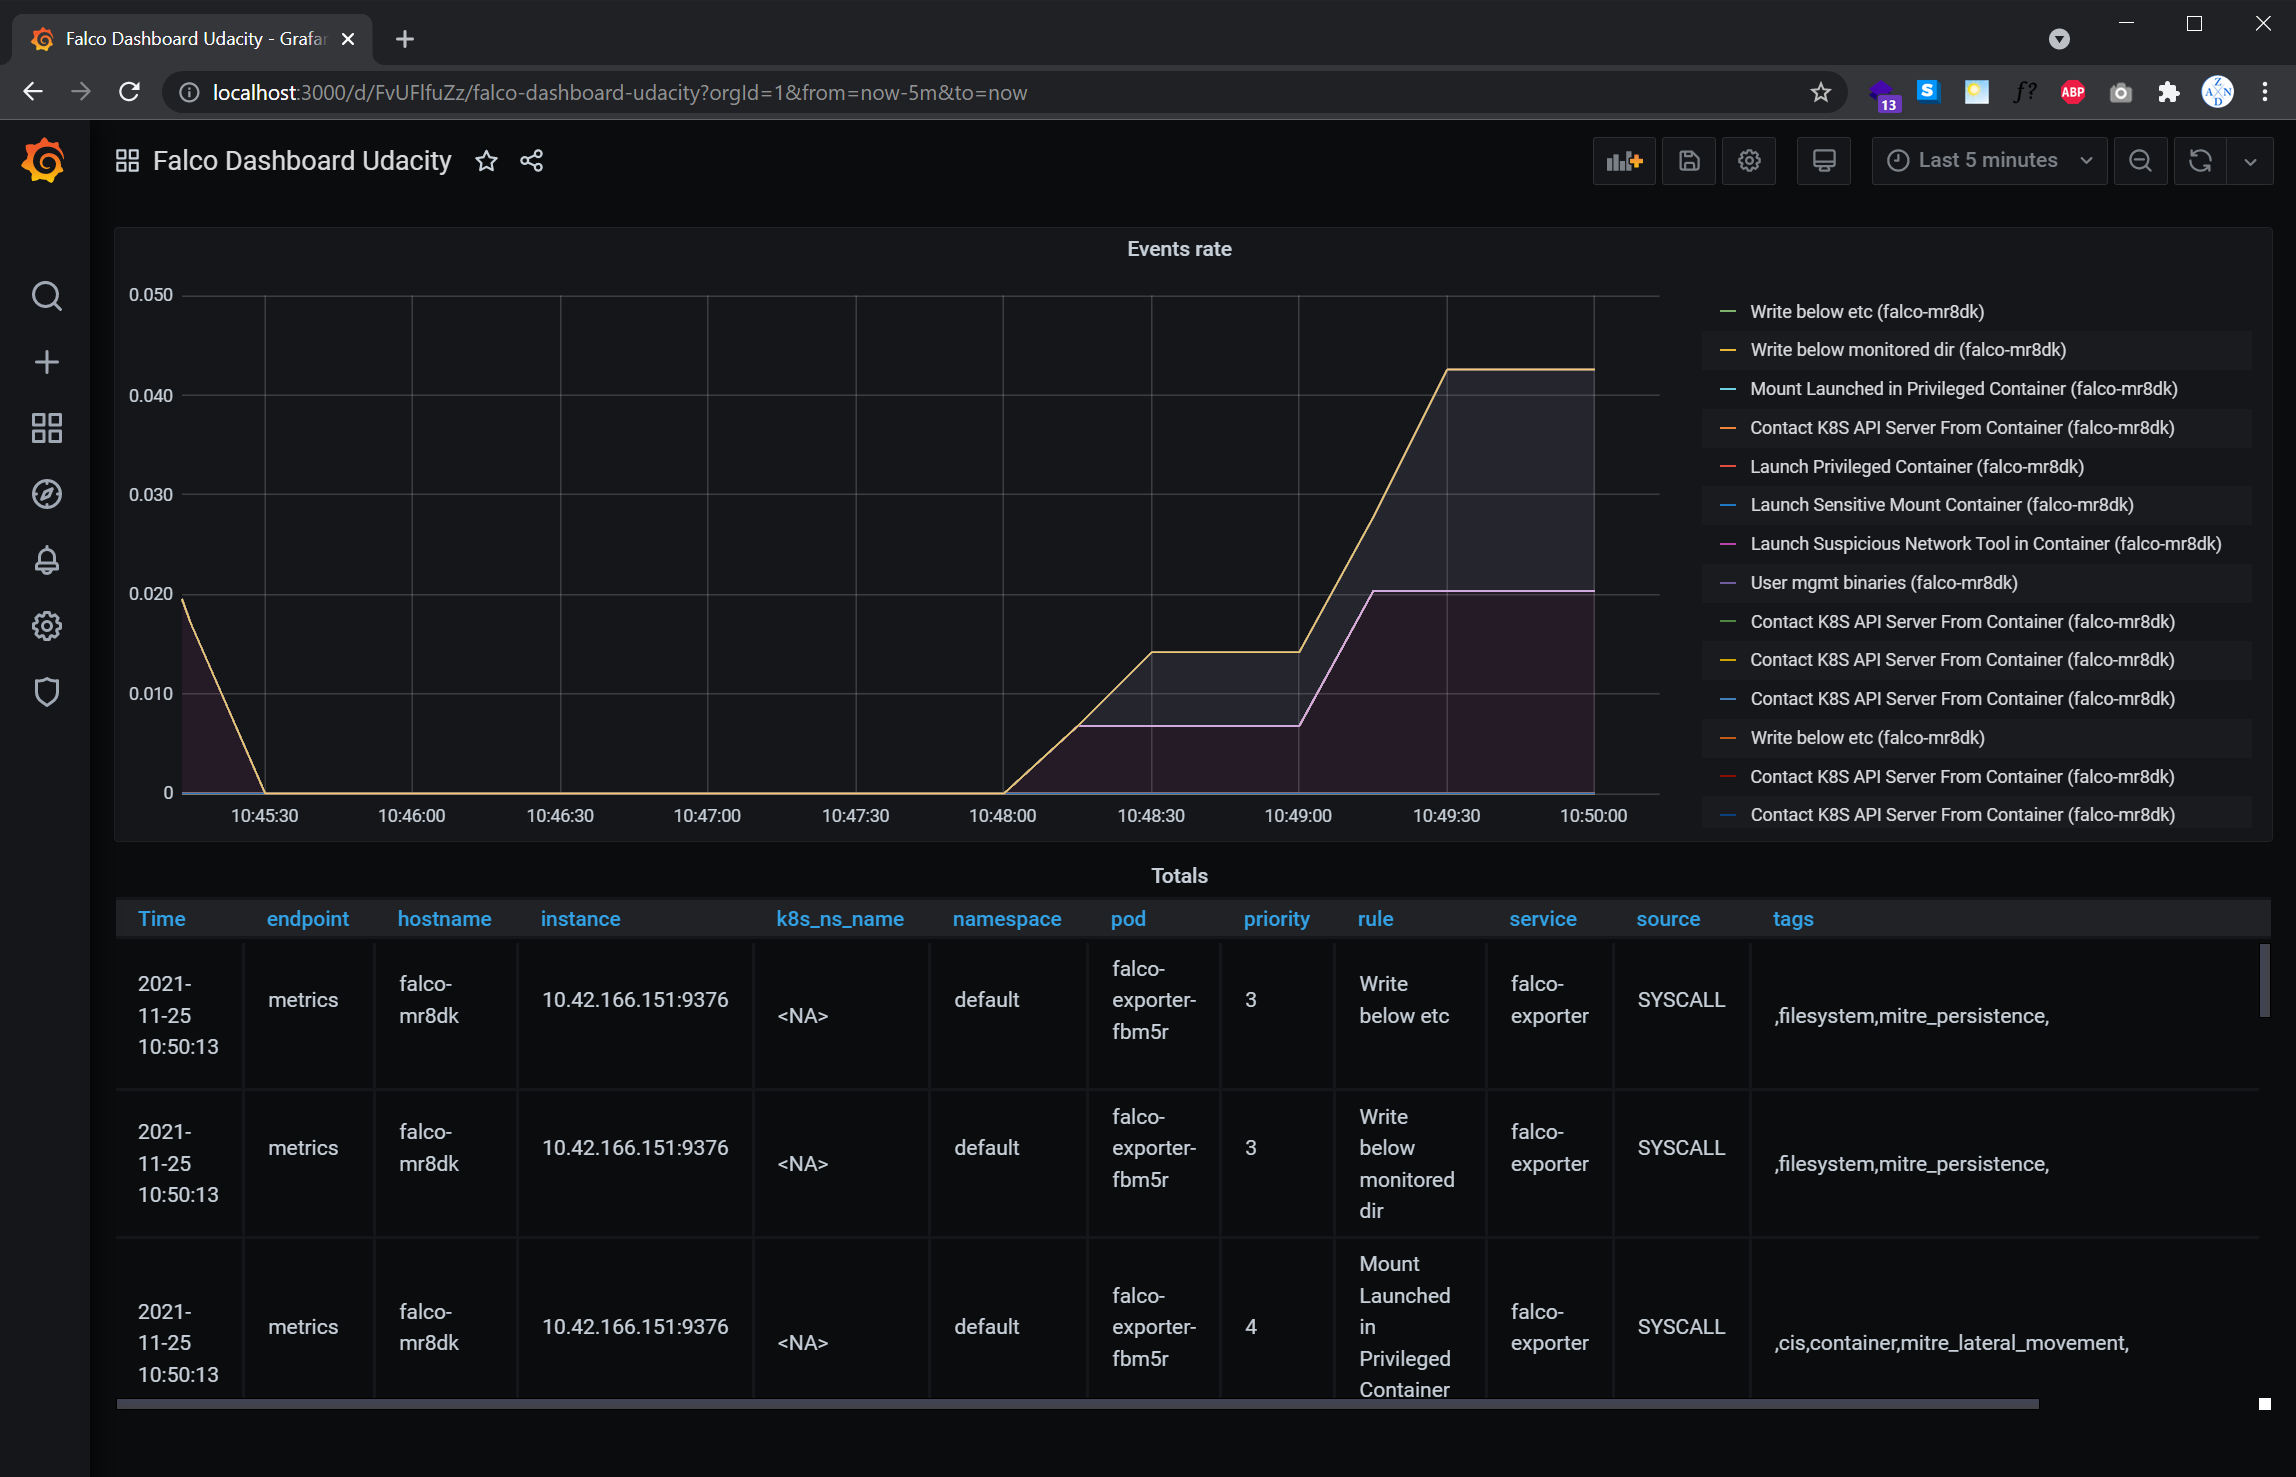 Falco Dashboard Udacity - Grafan
localhost:3000/d/FvUFlfuZz/falco-dashboard-udacity?orgId=1&from=now-5m&to=now
13
S
f?
ABP
Z
A X N
D
Falco Dashboard Udacity
Last 5 minutes
Events rate
0.050
0.040
0.030
0.020
0.010
0
10:45:30 10:46:00 10:46:30 10:47:00 10:47:30 10:48:00 10:48:30 10:49:00 10:49:30 10:50:00
Write below etc (falco-mr8dk)
Write below monitored dir (falco-mr8dk)
Mount Launched in Privileged Container (falco-mr8dk)
Contact K8S API Server From Container (falco-mr8dk)
Launch Privileged Container (falco-mr8dk)
Launch Sensitive Mount Container (falco-mr8dk)
Launch Suspicious Network Tool in Container (falco-mr8dk)
User mgmt binaries (falco-mr8dk)
Contact K8S API Server From Container (falco-mr8dk)
Contact K8S API Server From Container (falco-mr8dk)
Contact K8S API Server From Container (falco-mr8dk)
Write below etc (falco-mr8dk)
Contact K8S API Server From Container (falco-mr8dk)
Contact K8S API Server From Container (falco-mr8dk)
Totals
Time endpoint hostname instance k8s_ns_name namespace pod priority rule service source tags
2021-
11-25
10:50:13
metrics
falco-
mr8dk
10.42.166.151:9376
<NA>
default
falco-
exporter-
fbm5r
3
Write
below etc
falco-
exporter
SYSCALL
,filesystem,mitre_persistence,
2021-
11-25
10:50:13
metrics
falco-
mr8dk
10.42.166.151:9376
<NA>
default
falco-
exporter-
fbm5r
3
Write
below
monitored
dir
falco-
exporter
SYSCALL
,filesystem,mitre_persistence,
2021-
11-25
10:50:13
metrics
falco-
mr8dk
10.42.166.151:9376
<NA>
default
falco-
exporter-
fbm5r
4
Mount
Launched
in
Privileged
Container
falco-
exporter
SYSCALL
,cis,container,mitre_lateral_movement,